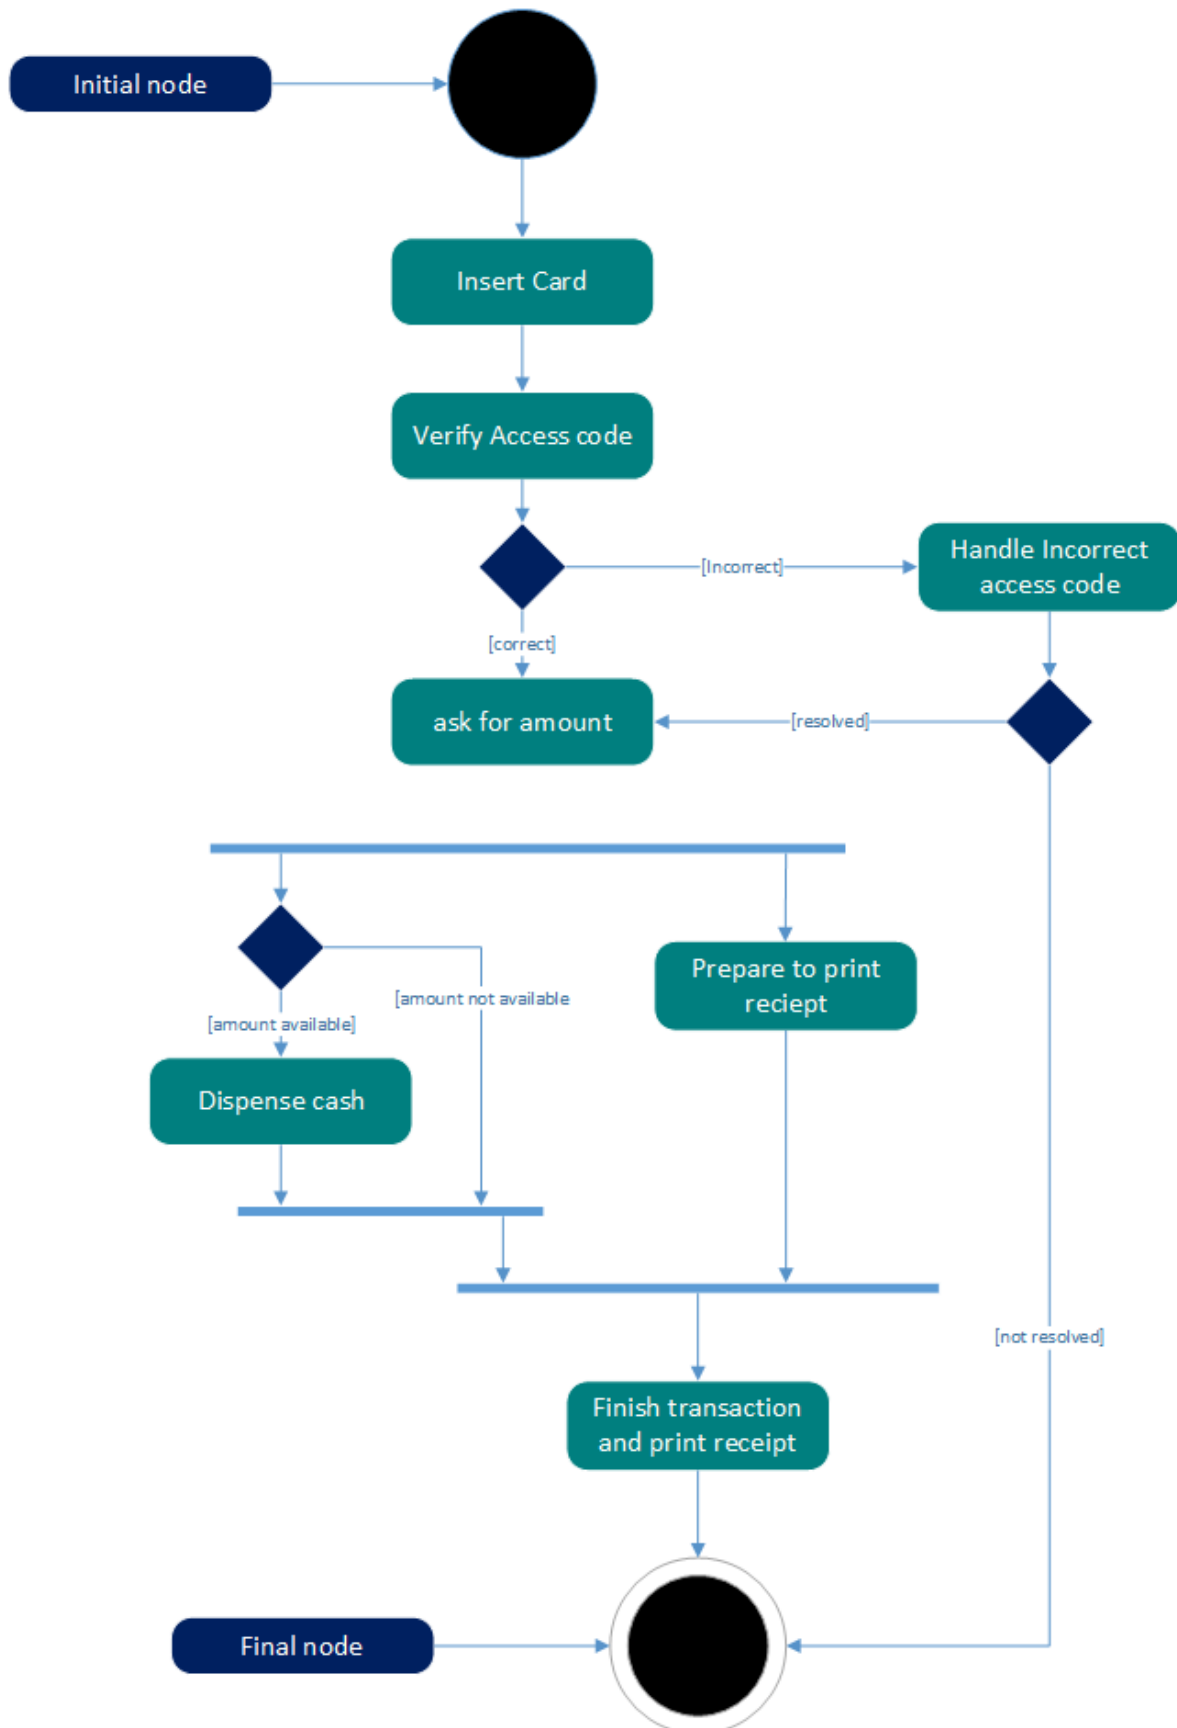 Initial node
Insert Card
Verify Access code
[Incorrect]
Handle Incorrect
access code
[correct]
ask for amount
[resolved]
[amount not available
[amount available]
Prepare to print
reciept
Dispense cash
[not resolved]
Finish transaction
and print receipt
Final node